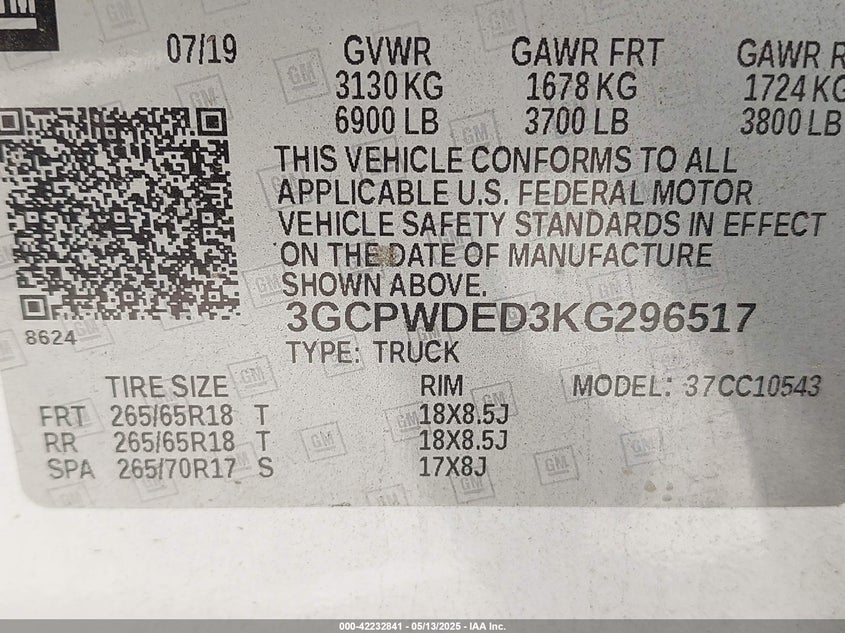 GM
07/19 GVWR GAWR FRT GAWR R
3130 KG 1678 KG 1724 KG
6900 LB 3700 LB 3800 LB
THIS VEHICLE CONFORMS TO ALL
APPLICABLE U.S. FEDERAL MOTOR
VEHICLE SAFETY STANDARDS IN EFFECT
ON THE DATE OF MANUFACTURE
SHOWN ABOVE.
3GCPWDED3KG296517
8624
TYPE: TRUCK
TIRE SIZE RIM MODEL: 37CC10543
FRT 265/65R18 T 18X8.5J
RR 265/65R18 T 18X8.5J
SPA 265/70R17 S 17X8J
000-42232841 - 05/13/2025 - IAA Inc.